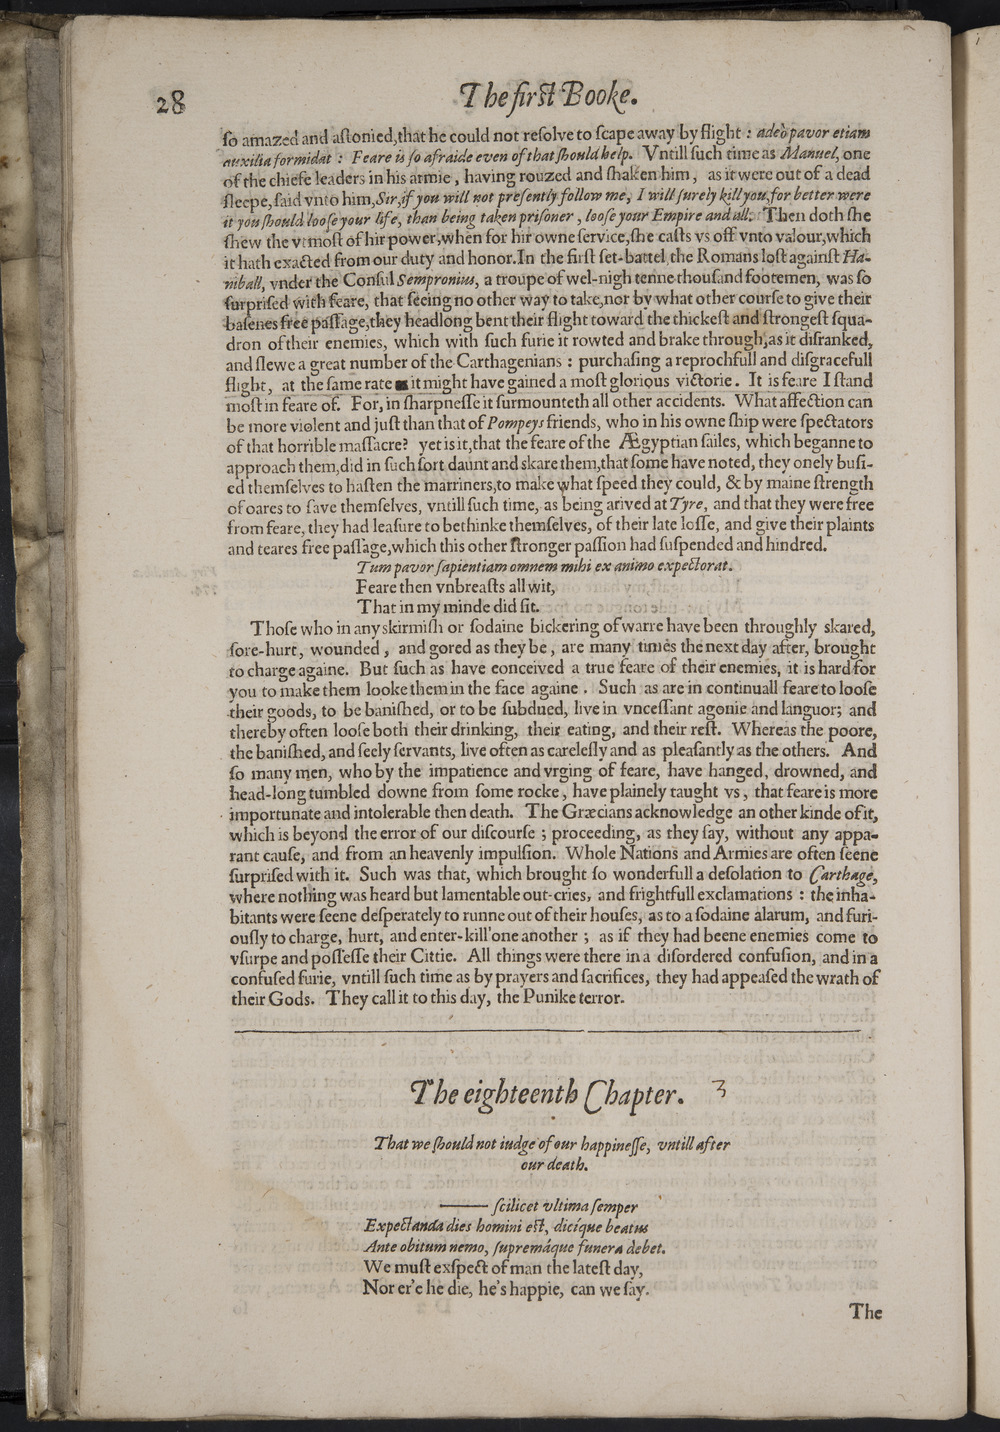 28
The firſt Booke.
ſo amazed and aſtonied, that he could not reſolve to ſcape away by flight : adeò pavor etiam
auxilia formidat : Feare is ſo afraide even of that ſhould help. Vntill ſuch time as Manuel, one
of the chiefe leaders in his armie, having rouzed and ſhaken him, as it were out of a dead
ſleepe, ſaid vnto him, Sir, if you will not preſently follow me, I will ſurely kill you, for better were
it you ſhould looſe your life, than being taken priſoner, looſe your Empire and all. Then doth ſhe
ſhew the vtmoſt of hir power, when for hir owne ſervice, ſhe caſts vs off vnto valour, which
it hath exacted from our duty and honor. In the firſt ſet-battel the Romans loſt againſt Ha-
niball, vnder the Conſul Sempronius, a troupe of wel-nigh tenne thouſand footemen, was ſo
ſurpriſed with feare, that ſeeing no other way to take, nor by what other courſe to give their
baſenes free paſſage, they headlong bent their flight toward the thickeſt and ſtrongeſt ſqua-
dron of their enemies, which with ſuch furie it rowted and brake through, as it diſranked,
and ſlewe a great number of the Carthagenians : purchaſing a reprochfull and diſgracefull
flight, at the ſame rate it might have gained a moſt glorious victorie. It is feare I ſtand
moſt in feare of. For, in ſharpneſſe it ſurmounteth all other accidents. What affection can
be more violent and juſt than that of Pompeys friends, who in his owne ſhip were ſpectators
of that horrible maſſacre? yet is it, that the feare of the Ægyptian ſailes, which beganne to
approach them, did in ſuch ſort daunt and skare them, that ſome have noted, they onely buſi-
ed themſelves to haſten the marriners, to make what ſpeed they could, & by maine ſtrength
of oares to ſave themſelves, vntill ſuch time, as being arived at Tyre, and that they were free
from feare, they had leaſure to bethinke themſelves, of their late loſſe, and give their plaints
and teares free paſſage, which this other ſtronger paſſion had ſuſpended and hindred.
Tum pavor ſapientiam omnem mihi ex animo expectorat.
Feare then vnbreaſts all wit,
That in my minde did ſit.
Thoſe who in any skirmiſh or ſodaine bickering of warre have been throughly skared,
ſore-hurt, wounded, and gored as they be, are many times the next day after, brought
to charge againe. But ſuch as have conceived a true feare of their enemies, it is hard for
you to make them looke them in the face againe. Such as are in continuall feare to looſe
their goods, to be baniſhed, or to be ſubdued, live in vnceſſant agonie and languor; and
thereby often looſe both their drinking, their eating, and their reſt. Whereas the poore,
the baniſhed, and ſeely ſervants, live often as careleſly and as pleaſantly as the others. And
ſo many men, who by the impatience and vrging of feare, have hanged, drowned, and
head-long tumbled downe from ſome rocke, have plainely taught vs, that feare is more
importunate and intolerable then death. The Græcians acknowledge an other kinde of it,
which is beyond the error of our diſcourſe ; proceeding, as they ſay, without any appa-
rant cauſe, and from an heavenly impulſion. Whole Nations and Armies are often ſeene
ſurpriſed with it. Such was that, which brought ſo wonderfull a deſolation to Carthage,
where nothing was heard but lamentable out-cries, and frightfull exclamations : the inha-
bitants were ſeene deſperately to runne out of their houſes, as to a ſodaine alarum, and furi-
ouſly to charge, hurt, and enter-kill one another ; as if they had beene enemies come to
vſurpe and poſſeſſe their Cittie. All things were there in a diſordered confuſion, and in a
confuſed furie, vntill ſuch time as by prayers and ſacrifices, they had appeaſed the wrath of
their Gods. They call it to this day, the Punike terror.
The eighteenth Chapter. 3
That we ſhould not iudge of our happineſſe, vntill after
our death.
—— ſcilicet vltima ſemper
Expectanda dies homini eſt, dicíque beatus
Ante obitum nemo, ſupremáque funera debet.
We muſt exſpect of man the lateſt day,
Nor er'e he die, he's happie, can we ſay.
The